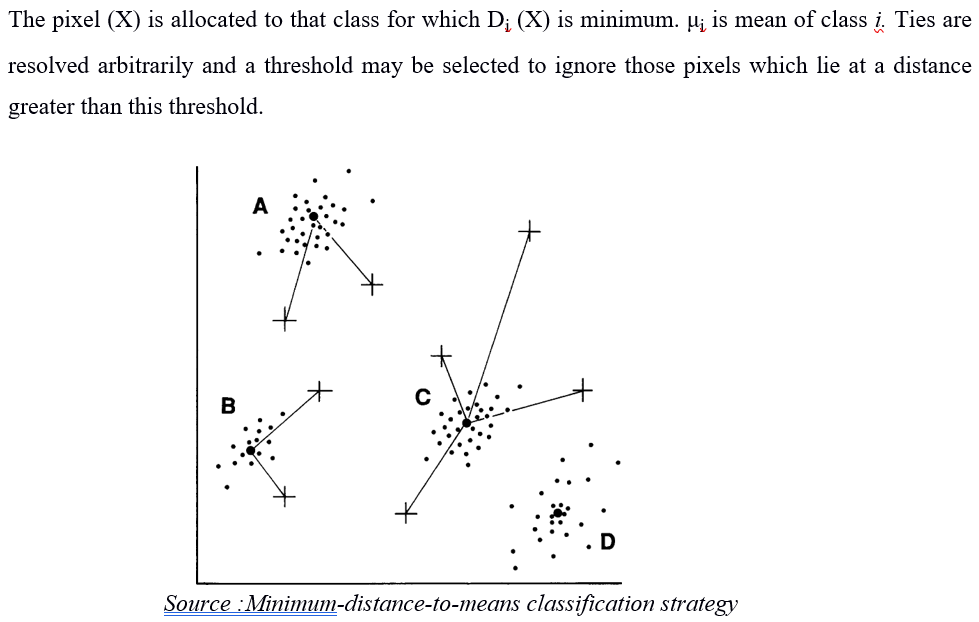 The pixel (X) is allocated to that class for which Di (X) is minimum. μi is mean of class i. Ties are
resolved arbitrarily and a threshold may be selected to ignore those pixels which lie at a distance
greater than this threshold.
A
B
C
D
Source :Minimum-distance-to-means classification strategy